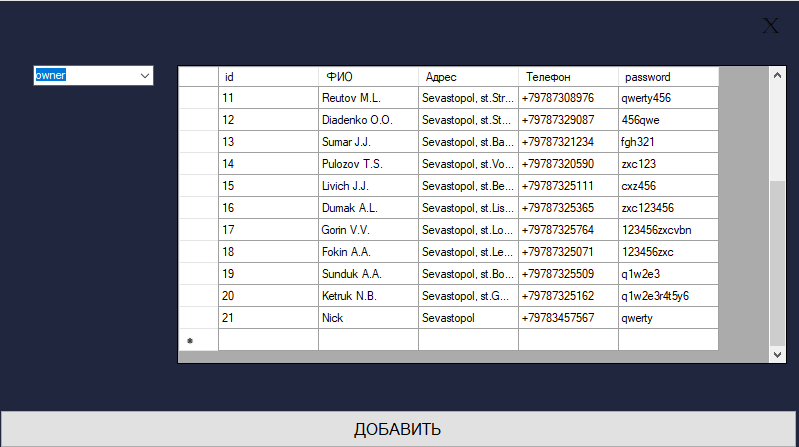 X
owner
id ФИО Адрес Телефон password
11 Reutov M.L. Sevastopol, st.Str... +79787308976 qwerty456
12 Diadenko O.O. Sevastopol, st.St... +79787329087 456qwe
13 Sumar J.J. Sevastopol, st.Ba... +79787321234 fgh321
14 Pulozov T.S. Sevastopol, st.Vo... +79787320590 zxc123
15 Livich J.J. Sevastopol, st.Be... +79787325111 cxz456
16 Dumak A.L. Sevastopol, st.Lis... +79787325365 zxc123456
17 Gorin V.V. Sevastopol, st.Lo... +79787325764 123456zxcvbn
18 Fokin A.A. Sevastopol, st.Le... +79787325071 123456zxc
19 Sunduk A.A. Sevastopol, st.Bo... +79787325509 q1w2e3
20 Ketruk N.B. Sevastopol, st.G... +79787325162 q1w2e3r4t5y6
21 Nick Sevastopol +79783457567 qwerty
*
ДОБАВИТЬ